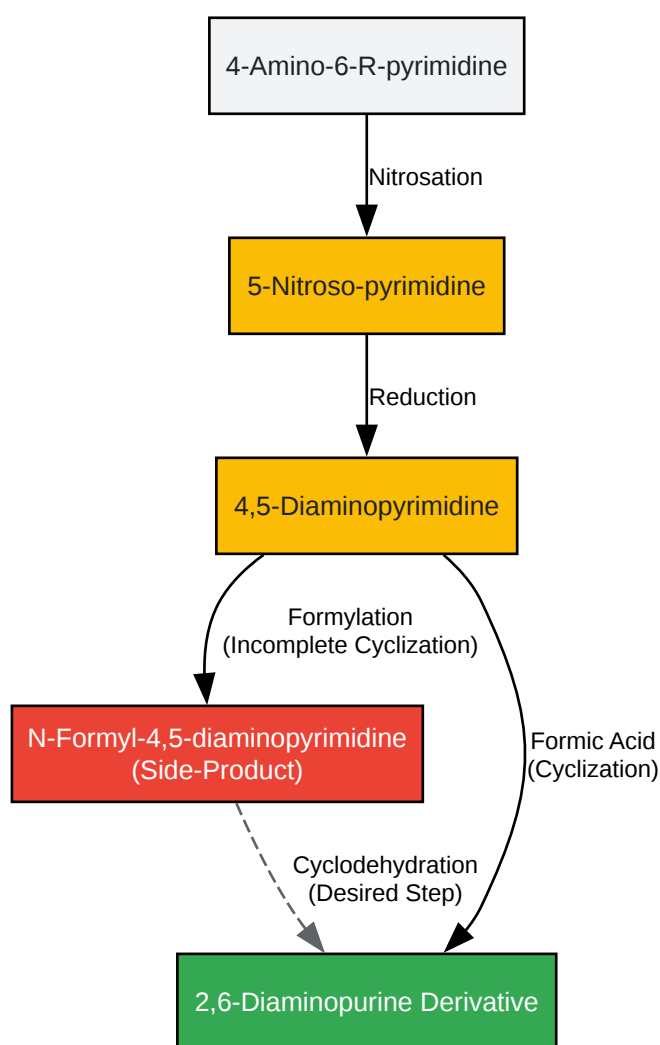 4-Amino-6-R-pyrimidine
Nitrosation
5-Nitroso-pyrimidine
Reduction
4,5-Diaminopyrimidine
Formylation
(Incomplete Cyclization)
N-Formyl-4,5-diaminopyrimidine
(Side-Product)
Formic Acid
(Cyclization)
Cyclodehydration
(Desired Step)
2,6-Diaminopurine Derivative